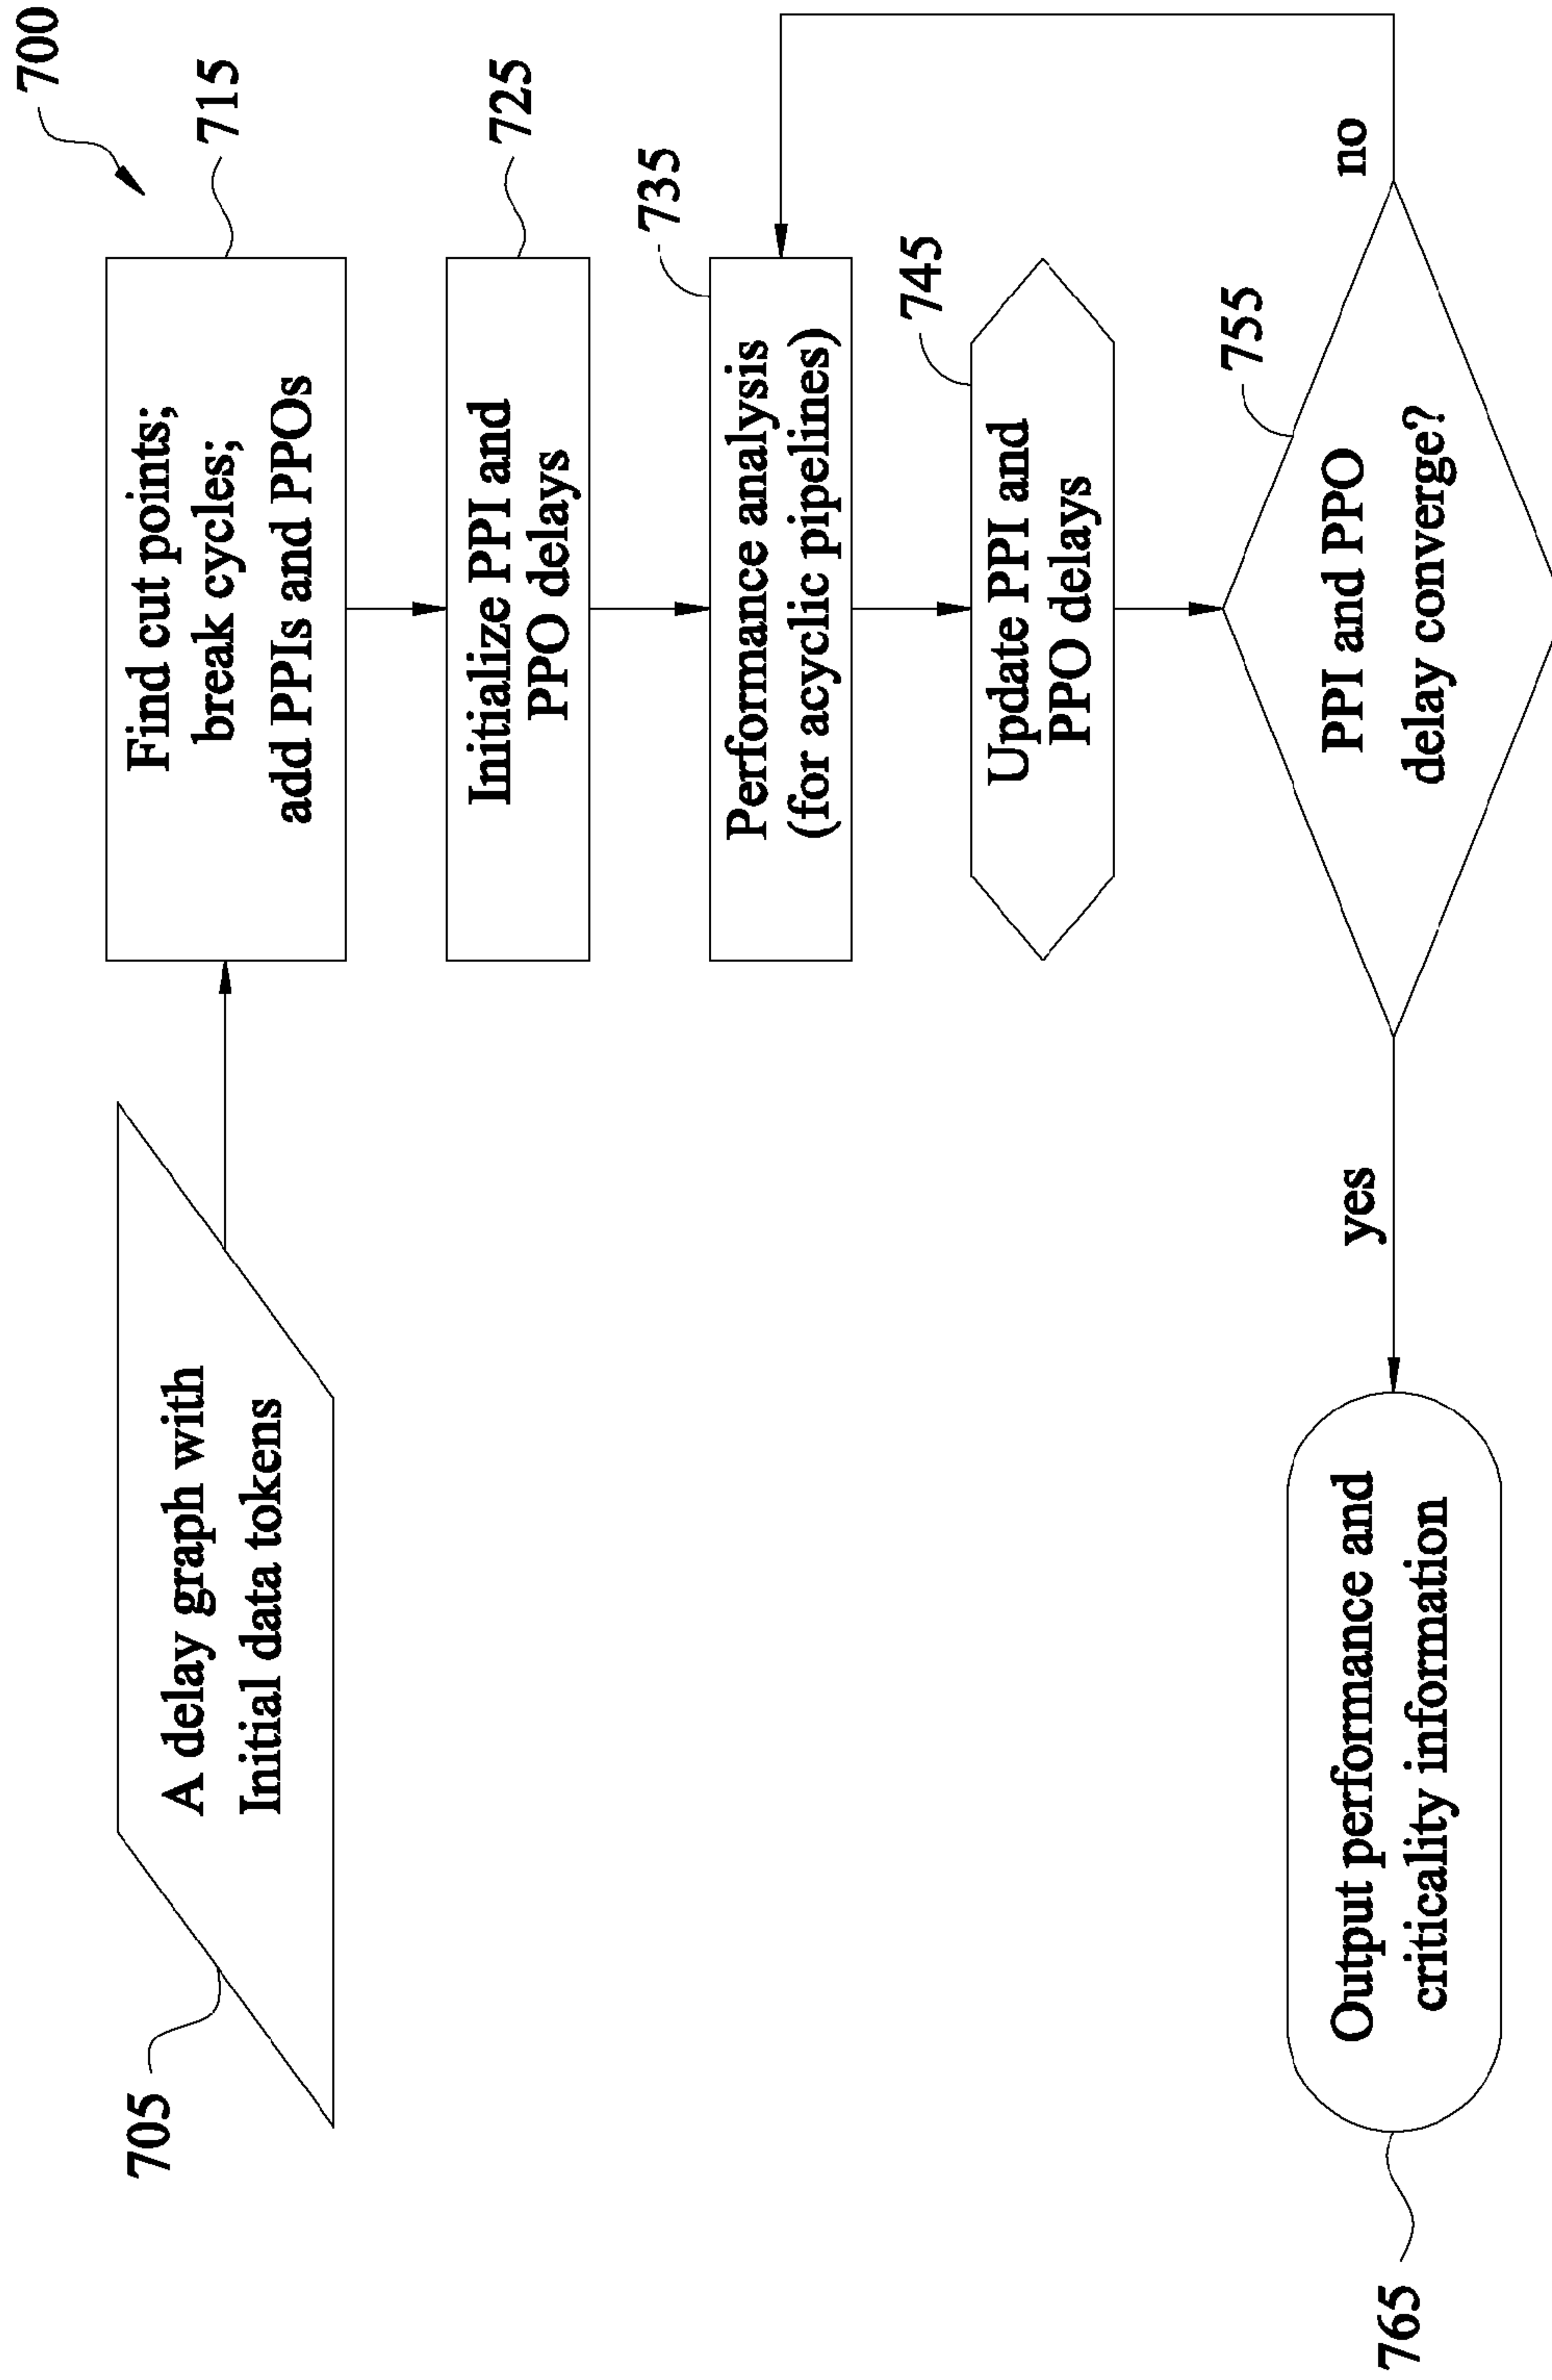 700
705
A delay graph with
Initial data tokens
715
Find cut points;
break cycles;
add PPIs and PPOs
725
Initialize PPI and
PPO delays
735
Performance analysis
(for acyclic pipelines)
745
Update PPI and
PPO delays
755
PPI and PPO
delay converge?
no
yes
765
Output performance and
criticality information